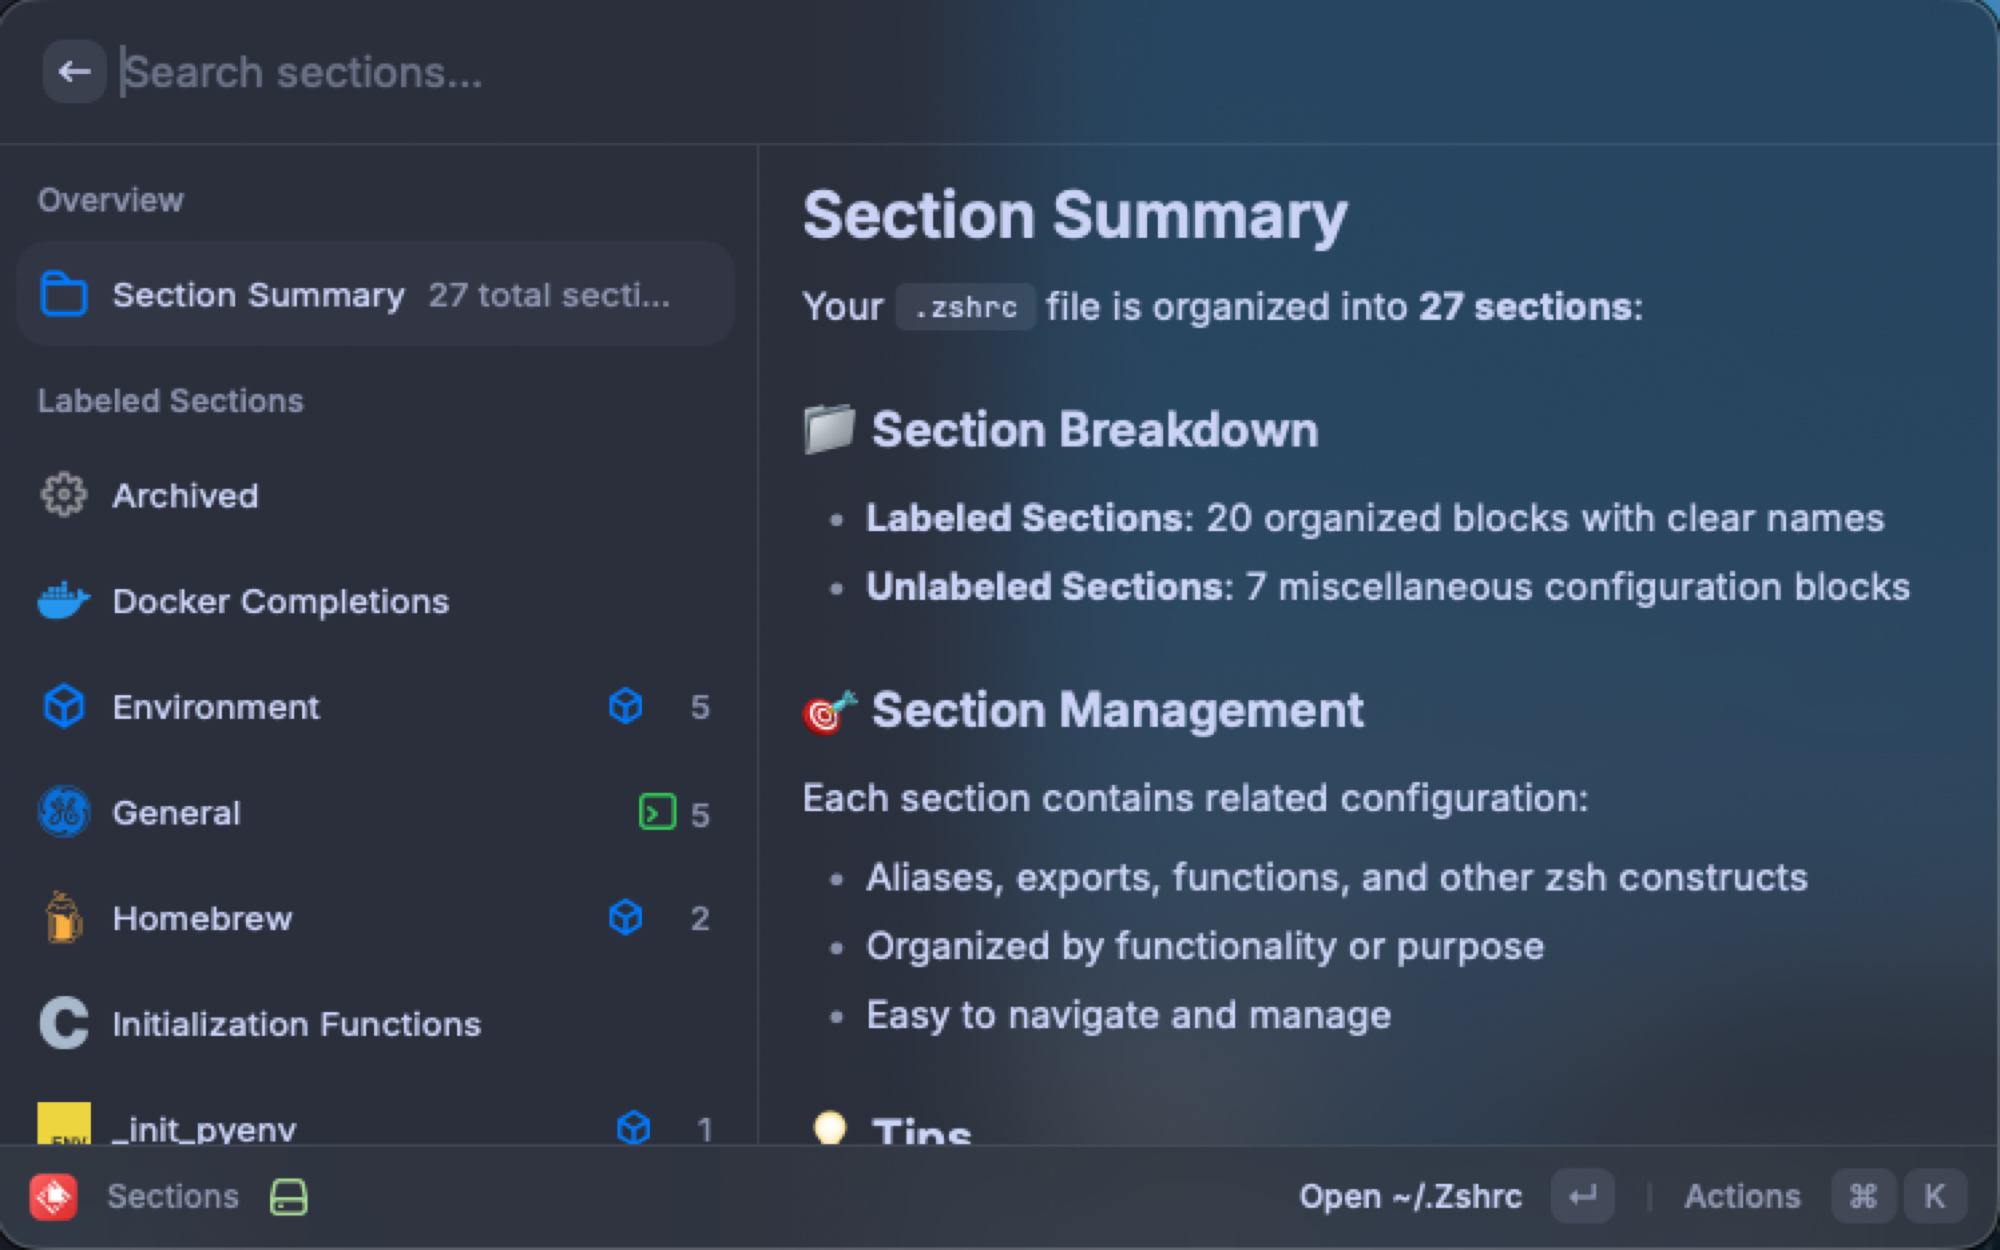 Search sections...
Overview
Section Summary 27 total secti...
Labeled Sections
Archived
Docker Completions
Environment 5
General 5
Homebrew 2
Initialization Functions
ENV _init_pyenv 1
Section Summary
Your .zshrc file is organized into 27 sections:
Section Breakdown
• Labeled Sections: 20 organized blocks with clear names
• Unlabeled Sections: 7 miscellaneous configuration blocks
Section Management
Each section contains related configuration:
• Aliases, exports, functions, and other zsh constructs
• Organized by functionality or purpose
• Easy to navigate and manage
Tips
Sections
Open ~/.Zshrc ↵ | Actions ⌘ K